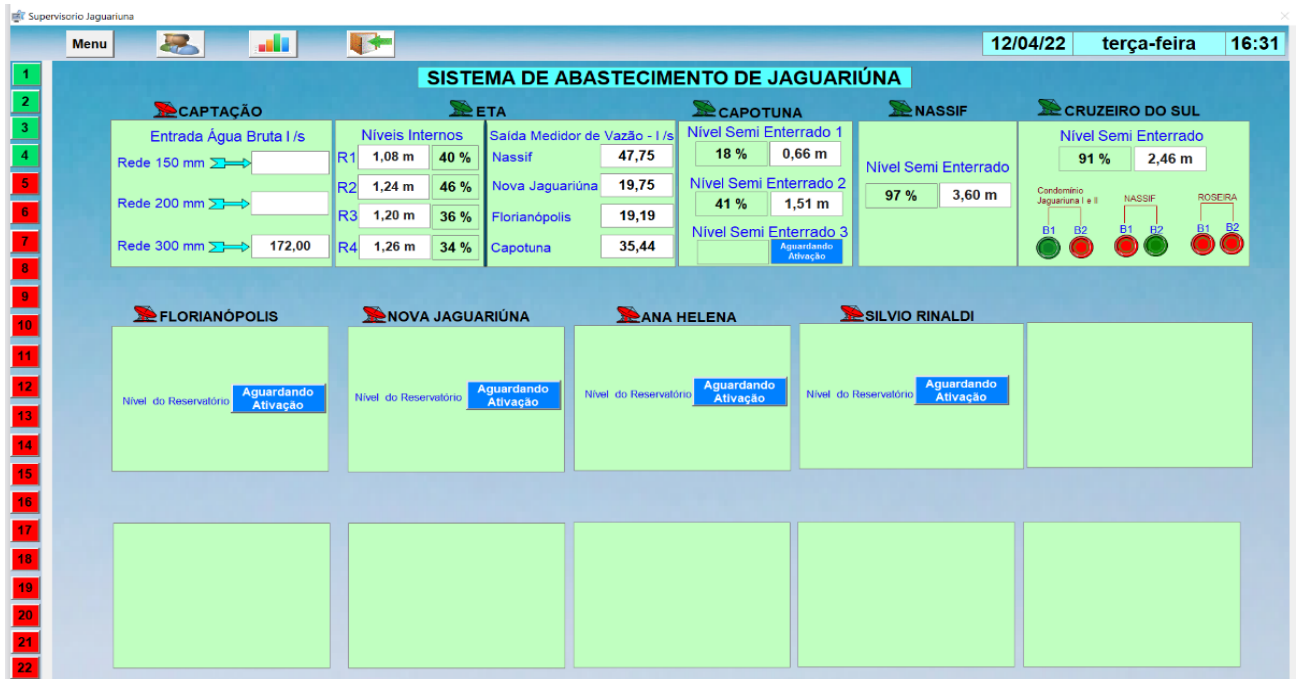 Supervisorio Jaguariuna
Menu
12/04/22 terça-feira 16:31
SISTEMA DE ABASTECIMENTO DE JAGUARIÚNA
1
2
3
4
5
6
7
8
9
10
11
12
13
14
15
16
17
18
19
20
21
22
CAPTAÇÃO
Entrada Água Bruta l /s
Rede 150 mm
Rede 200 mm
Rede 300 mm 172,00
ETA
Níveis Internos
R1 1,08 m 40 %
R2 1,24 m 46 %
R3 1,20 m 36 %
R4 1,26 m 34 %
Saída Medidor de Vazão - l /s
Nassif 47,75
Nova Jaguariúna 19,75
Florianópolis 19,19
Capotuna 35,44
CAPOTUNA
Nível Semi Enterrado 1
18 % 0,66 m
Nível Semi Enterrado 2
41 % 1,51 m
Nível Semi Enterrado 3
Aguardando
Ativação
NASSIF
Nível Semi Enterrado
97 % 3,60 m
CRUZEIRO DO SUL
Nível Semi Enterrado
91 % 2,46 m
Condomínio
Jaguariuna I e II
NASSIF
ROSEIRA
B1 B2 B1 B2 B1 B2
FLORIANÓPOLIS
Nível do Reservatório
Aguardando
Ativação
NOVA JAGUARIÚNA
Nível do Reservatório
Aguardando
Ativação
ANA HELENA
Nível do Reservatório
Aguardando
Ativação
SILVIO RINALDI
Nível do Reservatório
Aguardando
Ativação